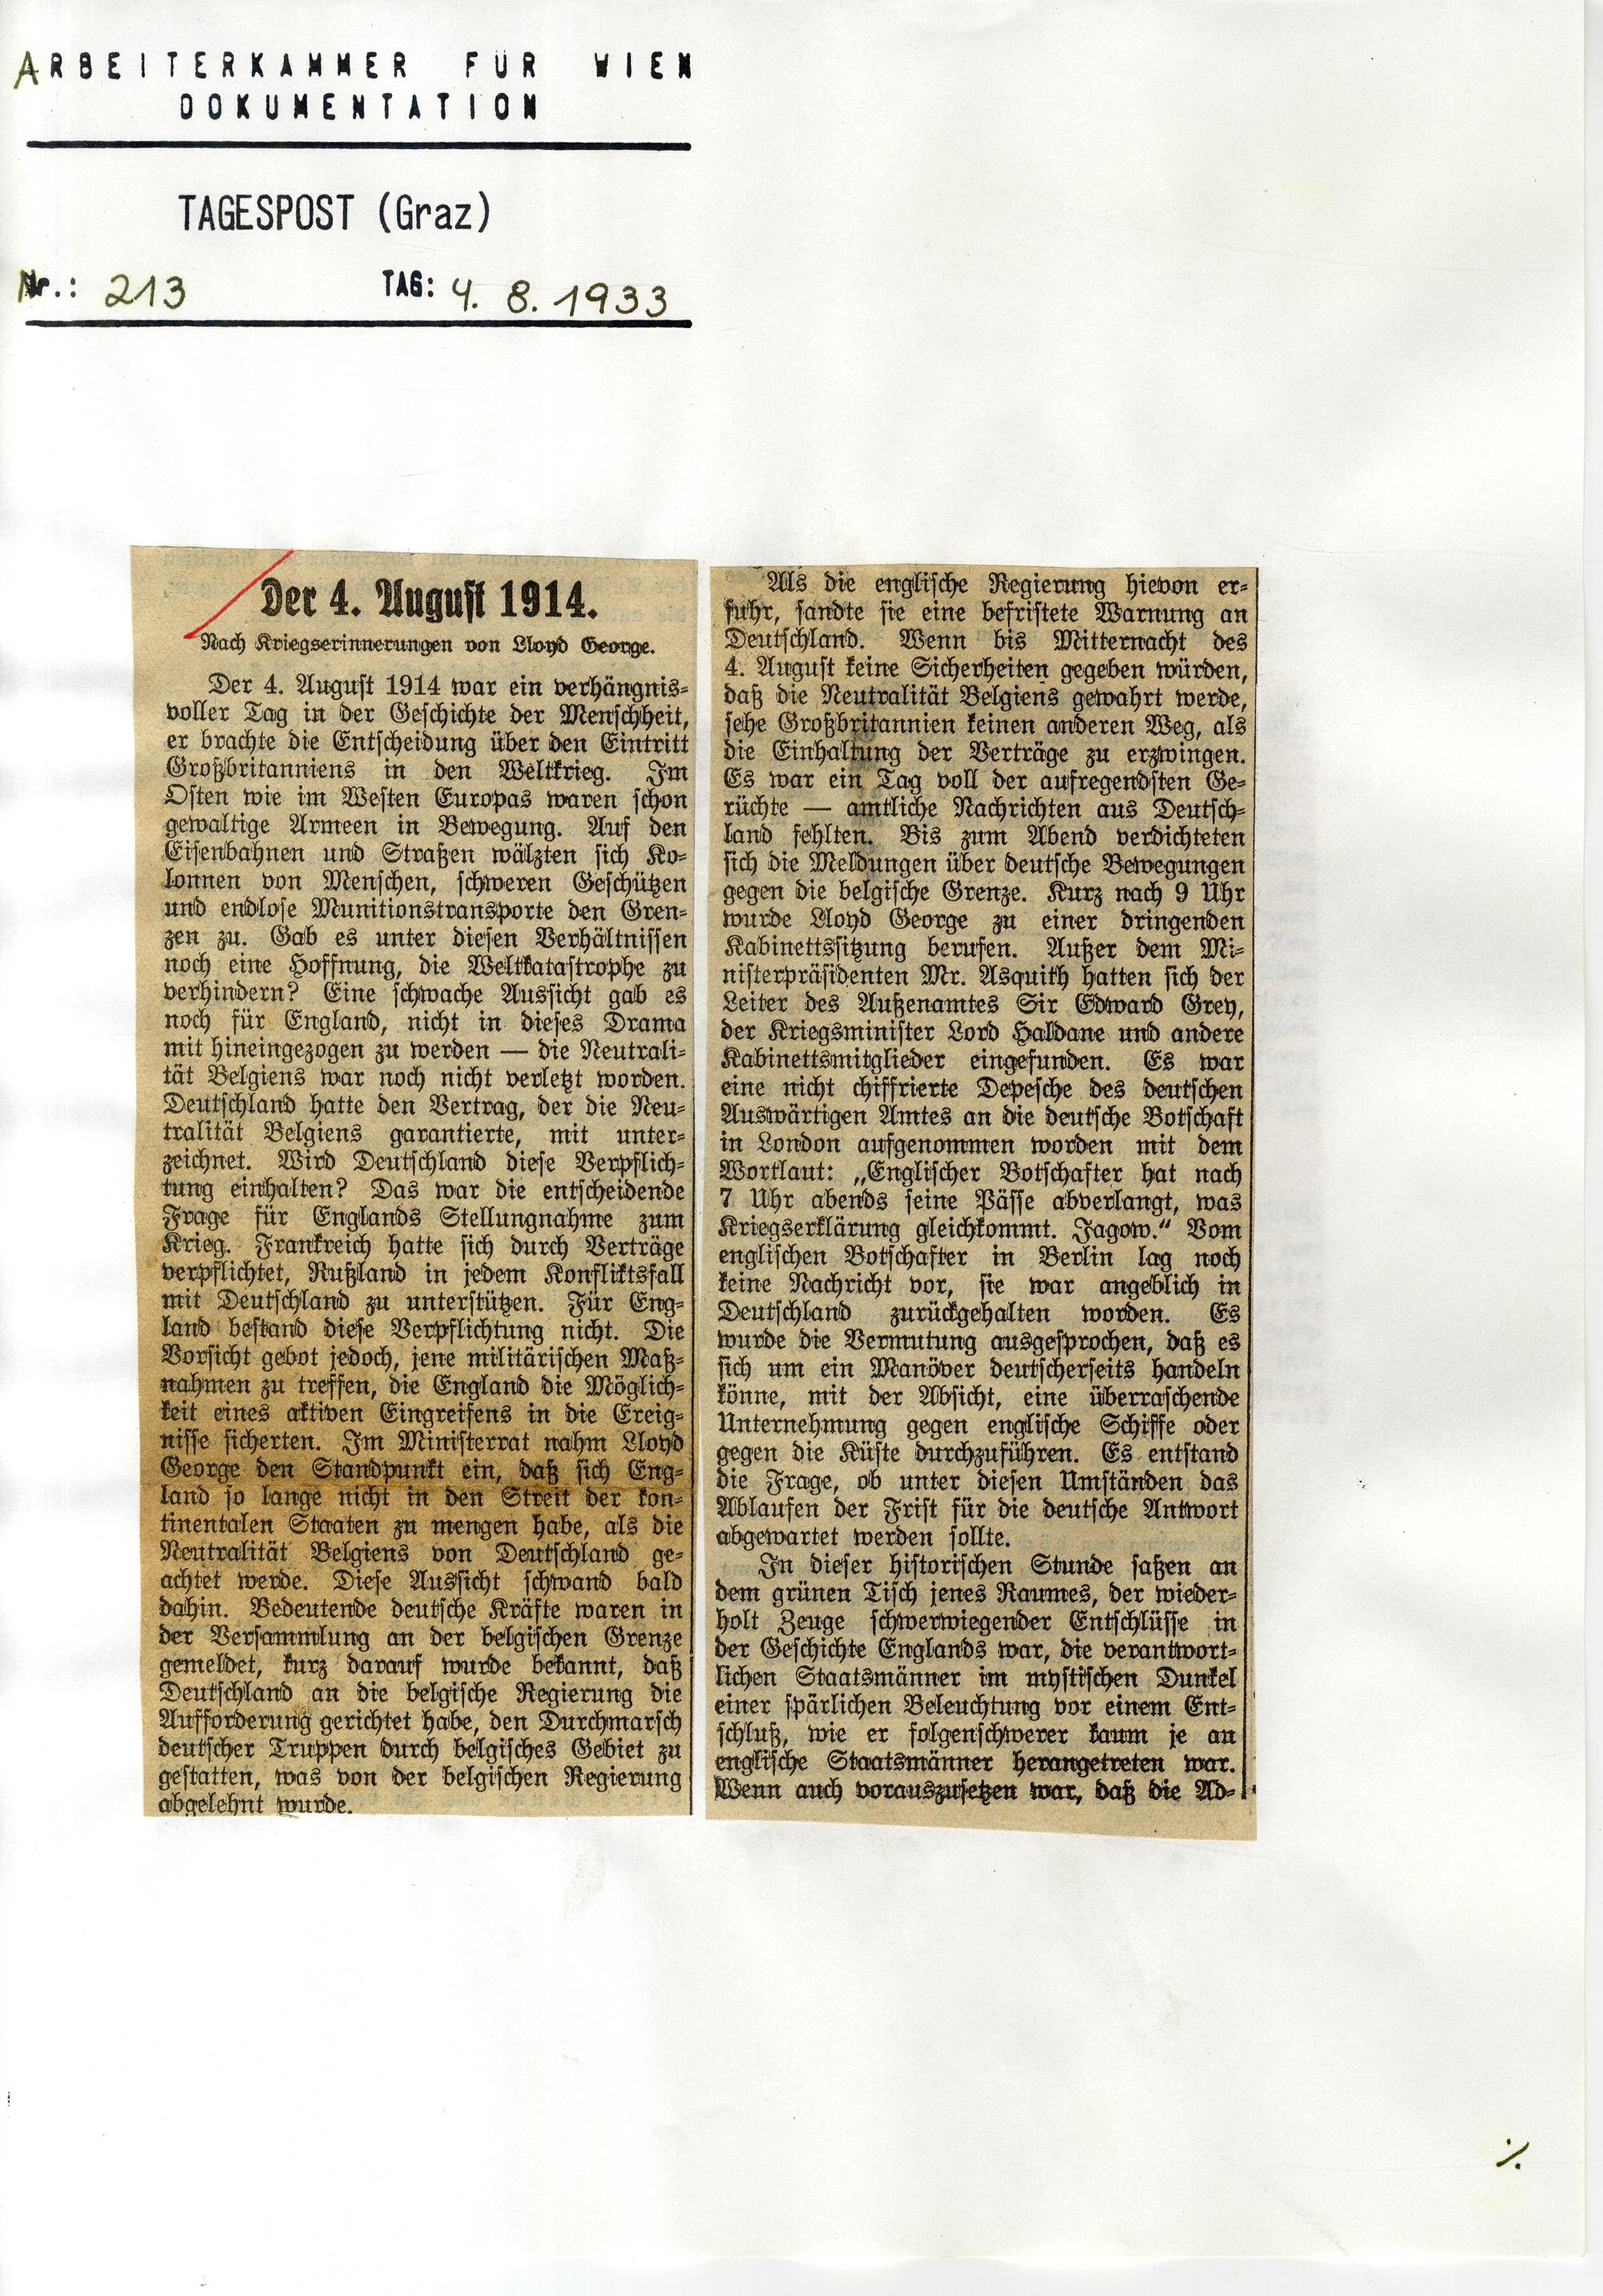 ARBEITERKAMMER FÜR WIEN
DOKUMENTATION
TAGESPOST (Graz)
Nr.: 213 TAG: 4. 8. 1933
Der 4. August 1914.
Nach Kriegserinnerungen von Lloyd George.
Der 4. August 1914 war ein verhängnis-
voller Tag in der Geschichte der Menschheit,
er brachte die Entscheidung über den Eintritt
Großbritanniens in den Weltkrieg. Im
Osten wie im Westen Europas waren schon
gewaltige Armeen in Bewegung. Auf den
Eisenbahnen und Straßen wälzten sich Ko-
lonnen von Menschen, schweren Geschützen
und endlose Munitionstransporte den Gren-
zen zu. Gab es unter diesen Verhältnissen
noch eine Hoffnung, die Weltkatastrophe zu
verhindern? Eine schwache Aussicht gab es
noch für England, nicht in dieses Drama
mit hineingezogen zu werden — die Neutrali-
tät Belgiens war noch nicht verletzt worden.
Deutschland hatte den Vertrag, der die Neu-
tralität Belgiens garantierte, mit unter-
zeichnet. Wird Deutschland diese Verpflich-
tung einhalten? Das war die entscheidende
Frage für Englands Stellungnahme zum
Krieg. Frankreich hatte sich durch Verträge
verpflichtet, Rußland in jedem Konfliktsfall
mit Deutschland zu unterstützen. Für Eng-
land bestand diese Verpflichtung nicht. Die
Vorsicht gebot jedoch, jene militärischen Maß-
nahmen zu treffen, die England die Möglich-
keit eines aktiven Eingreifens in die Ereig-
nisse sicherten. Im Ministerrat nahm Lloyd
George den Standpunkt ein, daß sich Eng-
land so lange nicht in den Streit der kon-
tinentalen Staaten zu mengen habe, als die
Neutralität Belgiens von Deutschland ge-
achtet werde. Diese Aussicht schwand bald
dahin. Bedeutende deutsche Kräfte waren in
der Versammlung an der belgischen Grenze
gemeldet, kurz darauf wurde bekannt, daß
Deutschland an die belgische Regierung die
Aufforderung gerichtet habe, den Durchmarsch
deutscher Truppen durch belgisches Gebiet zu
gestatten, was von der belgischen Regierung
abgelehnt wurde.
Als die englische Regierung hievon er-
fuhr, sandte sie eine befristete Warnung an
Deutschland. Wenn bis Mitternacht des
4. August keine Sicherheiten gegeben würden,
daß die Neutralität Belgiens gewahrt werde,
sehe Großbritannien keinen anderen Weg, als
die Einhaltung der Verträge zu erzwingen.
Es war ein Tag voll der aufregendsten Ge-
rüchte — amtliche Nachrichten aus Deutsch-
land fehlten. Bis zum Abend verdichteten
sich die Meldungen über deutsche Bewegungen
gegen die belgische Grenze. Kurz nach 9 Uhr
wurde Lloyd George zu einer dringenden
Kabinettssitzung berufen. Außer dem Mi-
nisterpräsidenten Mr. Asquith hatten sich der
Leiter des Außenamtes Sir Edward Grey,
der Kriegsminister Lord Haldane und andere
Kabinettsmitglieder eingefunden. Es war
eine nicht chiffrierte Depesche des deutschen
Auswärtigen Amtes an die deutsche Botschaft
in London aufgenommen worden mit dem
Wortlaut: „Englischer Botschafter hat nach
7 Uhr abends seine Pässe abverlangt, was
Kriegserklärung gleichkommt. Jagow.“ Vom
englischen Botschafter in Berlin lag noch
keine Nachricht vor, sie war angeblich in
Deutschland zurückgehalten worden. Es
wurde die Vermutung ausgesprochen, daß es
sich um ein Manöver deutscherseits handeln
könne, mit der Absicht, eine überraschende
Unternehmung gegen englische Schiffe oder
gegen die Küste durchzuführen. Es entstand
die Frage, ob unter diesen Umständen das
Ablaufen der Frist für die deutsche Antwort
abgewartet werden sollte.
In dieser historischen Stunde saßen an
dem grünen Tisch jenes Raumes, der wieder-
holt Zeuge schwerwiegender Entschlüsse in
der Geschichte Englands war, die verantwort-
lichen Staatsmänner im mystischen Dunkel
einer spärlichen Beleuchtung vor einem Ent-
schluß, wie er folgenschwerer kaum je an
englische Staatsmänner herangetreten war.
Wenn auch vorauszusetzen war, daß die Ad-
./.